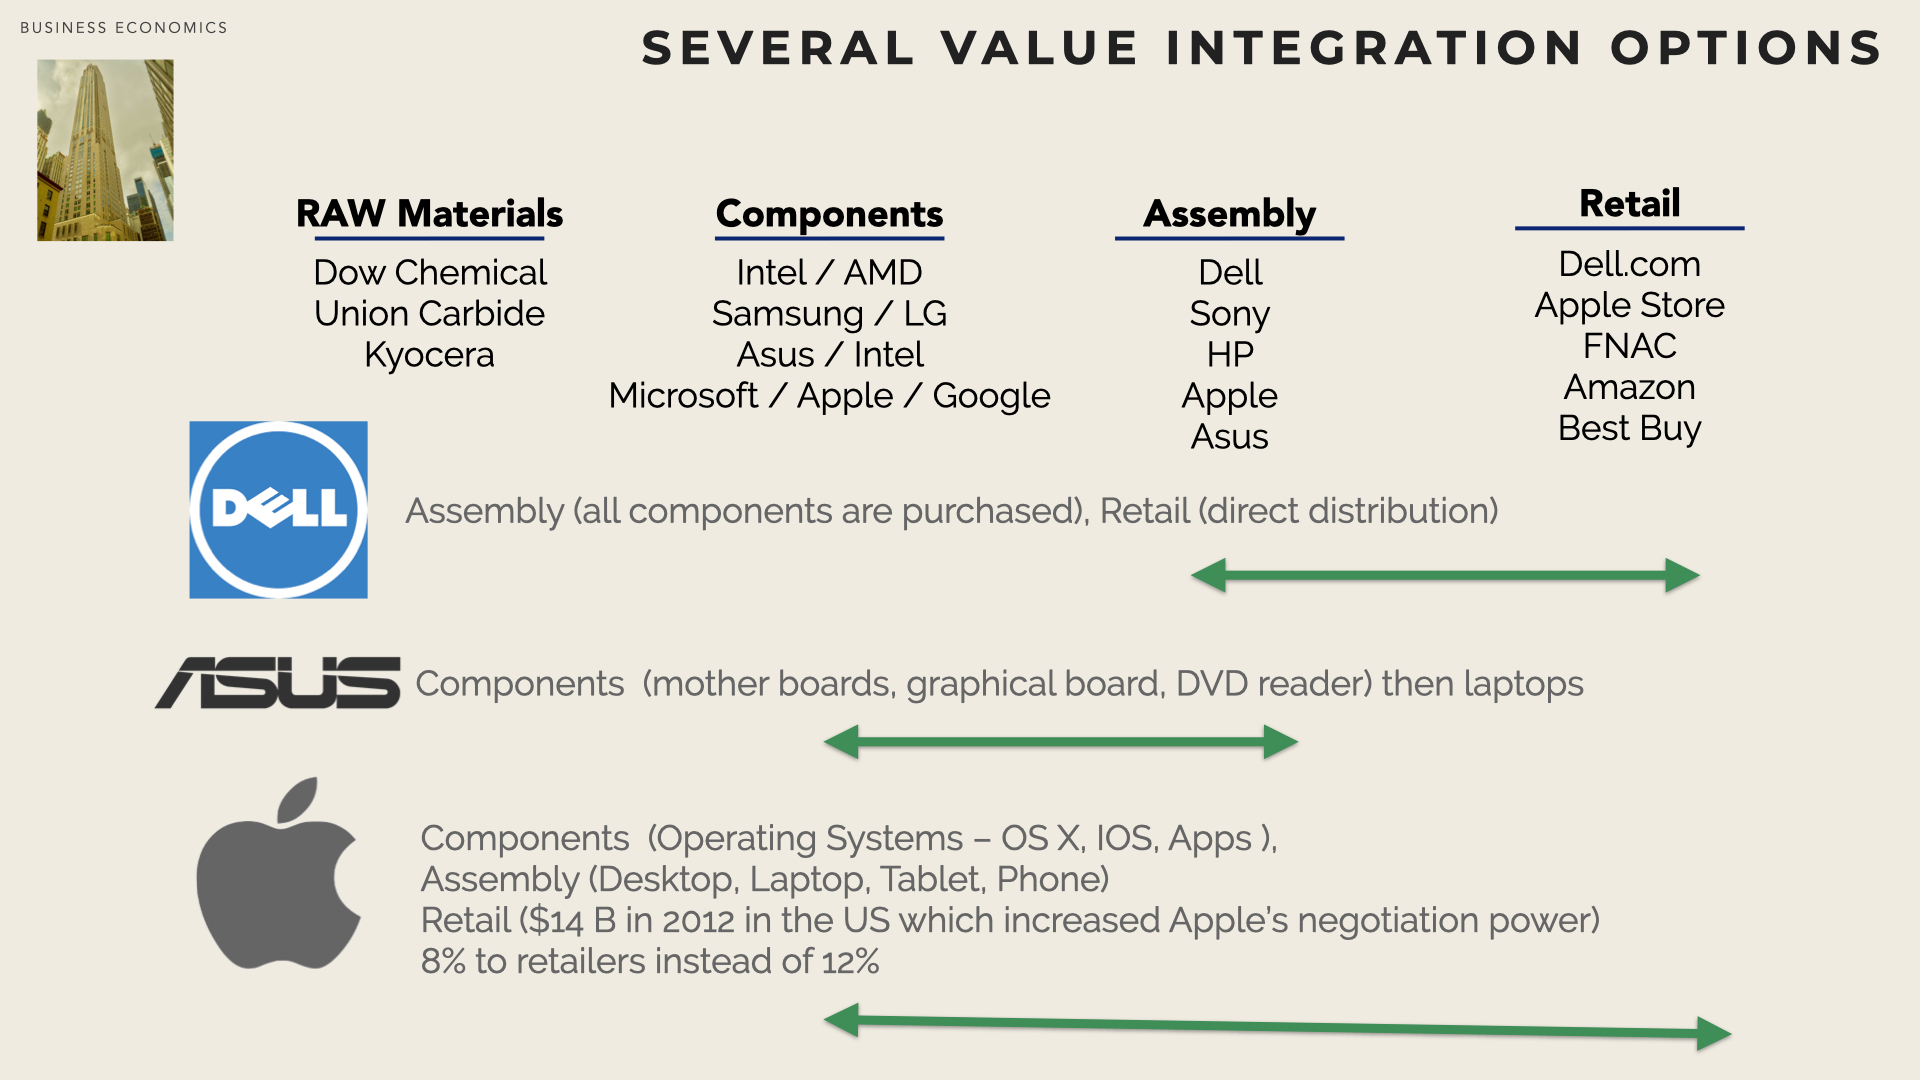 BUSINESS ECONOMICS
SEVERAL VALUE INTEGRATION OPTIONS
RAW Materials
Dow Chemical
Union Carbide
Kyocera
Components
Intel / AMD
Samsung / LG
Asus / Intel
Microsoft / Apple / Google
Assembly
Dell
Sony
HP
Apple
Asus
Retail
Dell.com
Apple Store
FNAC
Amazon
Best Buy
DELL
Assembly (all components are purchased), Retail (direct distribution)
ASUS
Components (mother boards, graphical board, DVD reader) then laptops
Components (Operating Systems – OS X, IOS, Apps ),
Assembly (Desktop, Laptop, Tablet, Phone)
Retail ($14 B in 2012 in the US which increased Apple’s negotiation power)
8% to retailers instead of 12%